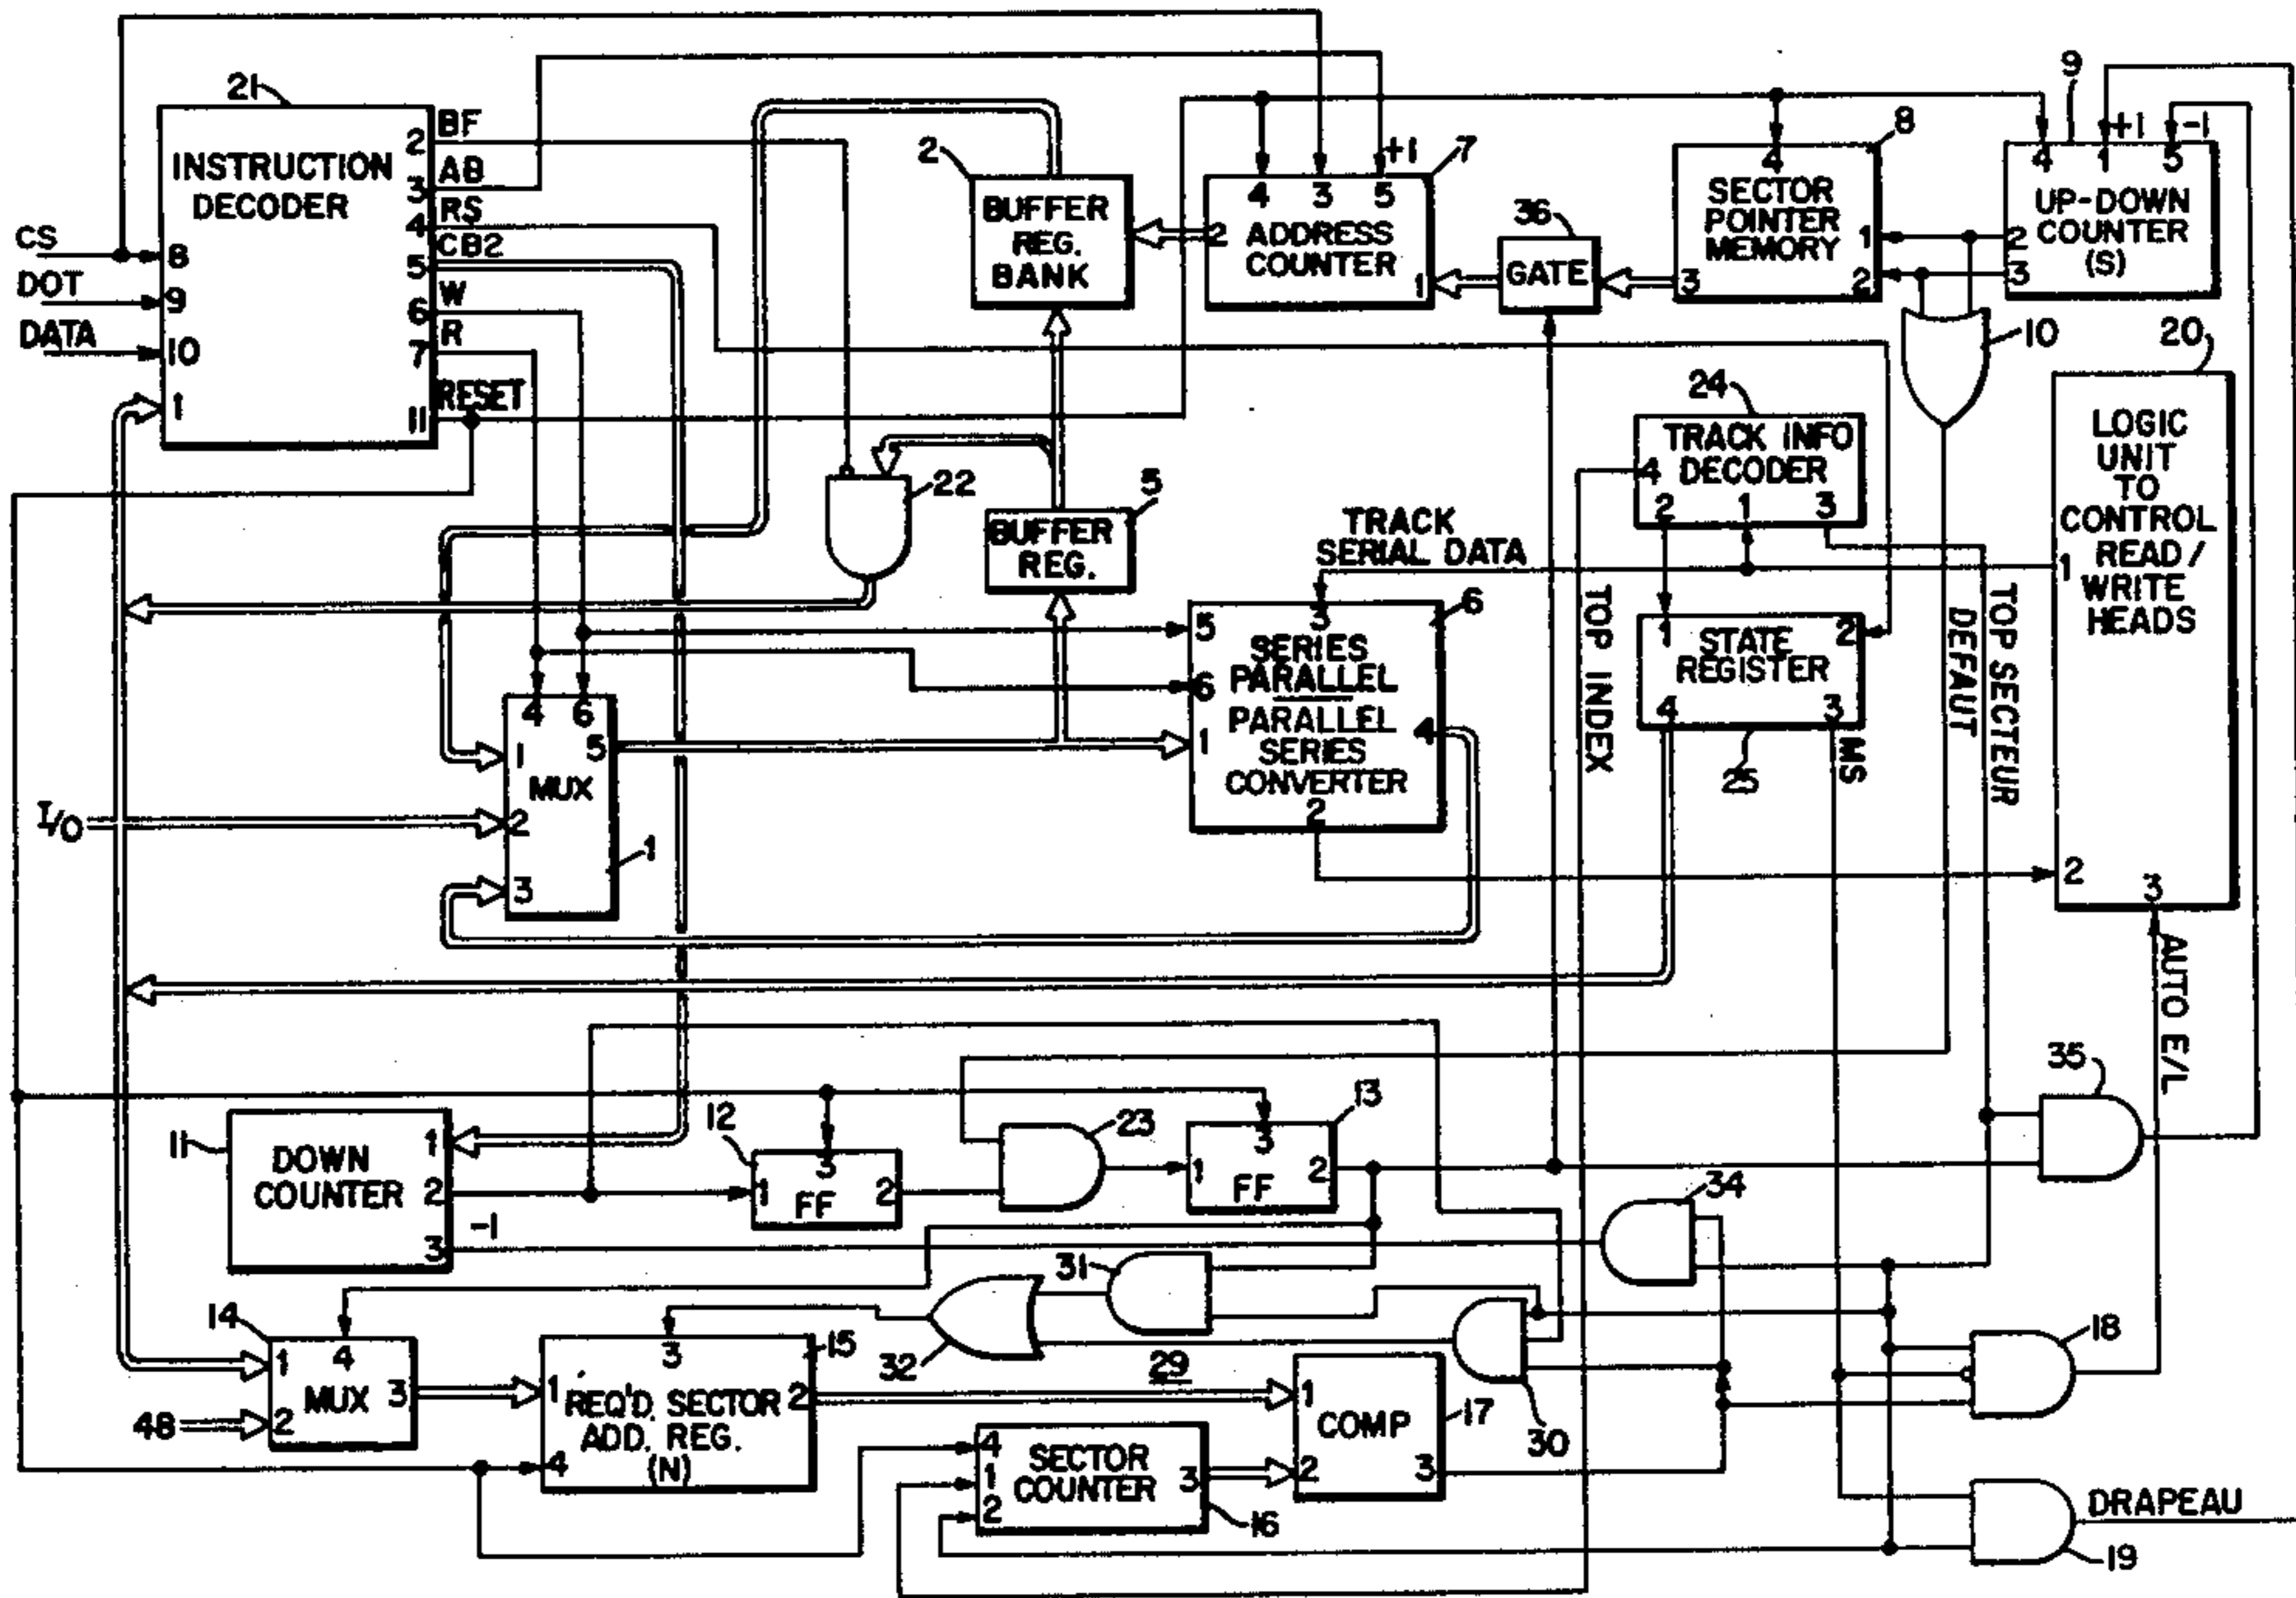 21
INSTRUCTION
DECODER
2 BF
3 AB
4 RS
5 CB2
6 W
7 R
11 RESET
CS 8
DOT 9
DATA 10
1
2
BUFFER
REG.
BANK
4 3 5 +1
7
2 ADDRESS
COUNTER
1
36
GATE
8
4
SECTOR
POINTER
MEMORY
1
2
3
9
+1 -1
4 1 5
2 UP-DOWN
3 COUNTER
(S)
10
20
LOGIC
UNIT
TO
CONTROL
READ/
WRITE
HEADS
1
2
3
24
TRACK INFO
DECODER
4
2 1 3
22
5
BUFFER
REG.
TRACK
SERIAL DATA
6
3
5
6
1
SERIES
PARALLEL
PARALLEL
SERIES
CONVERTER
4
2
TOP INDEX
1 STATE 2
REGISTER
4 3
25
MS
DEFAUT
TOP SECTEUR
AUTO E/L
4 6
1 5
MUX
I/O 2
3
1
11
DOWN
COUNTER
1
2
3 -1
12
3
1 FF 2
23
13
3
1 FF 2
35
34
31
32
30
29
18
19
DRAPEAU
14
4
1
MUX 3
48 2
15
3
1 REQ'D. SECTOR 2
ADD. REG.
(N)
4
4
1 SECTOR
2 COUNTER
3
16
1
COMP
2 3
17